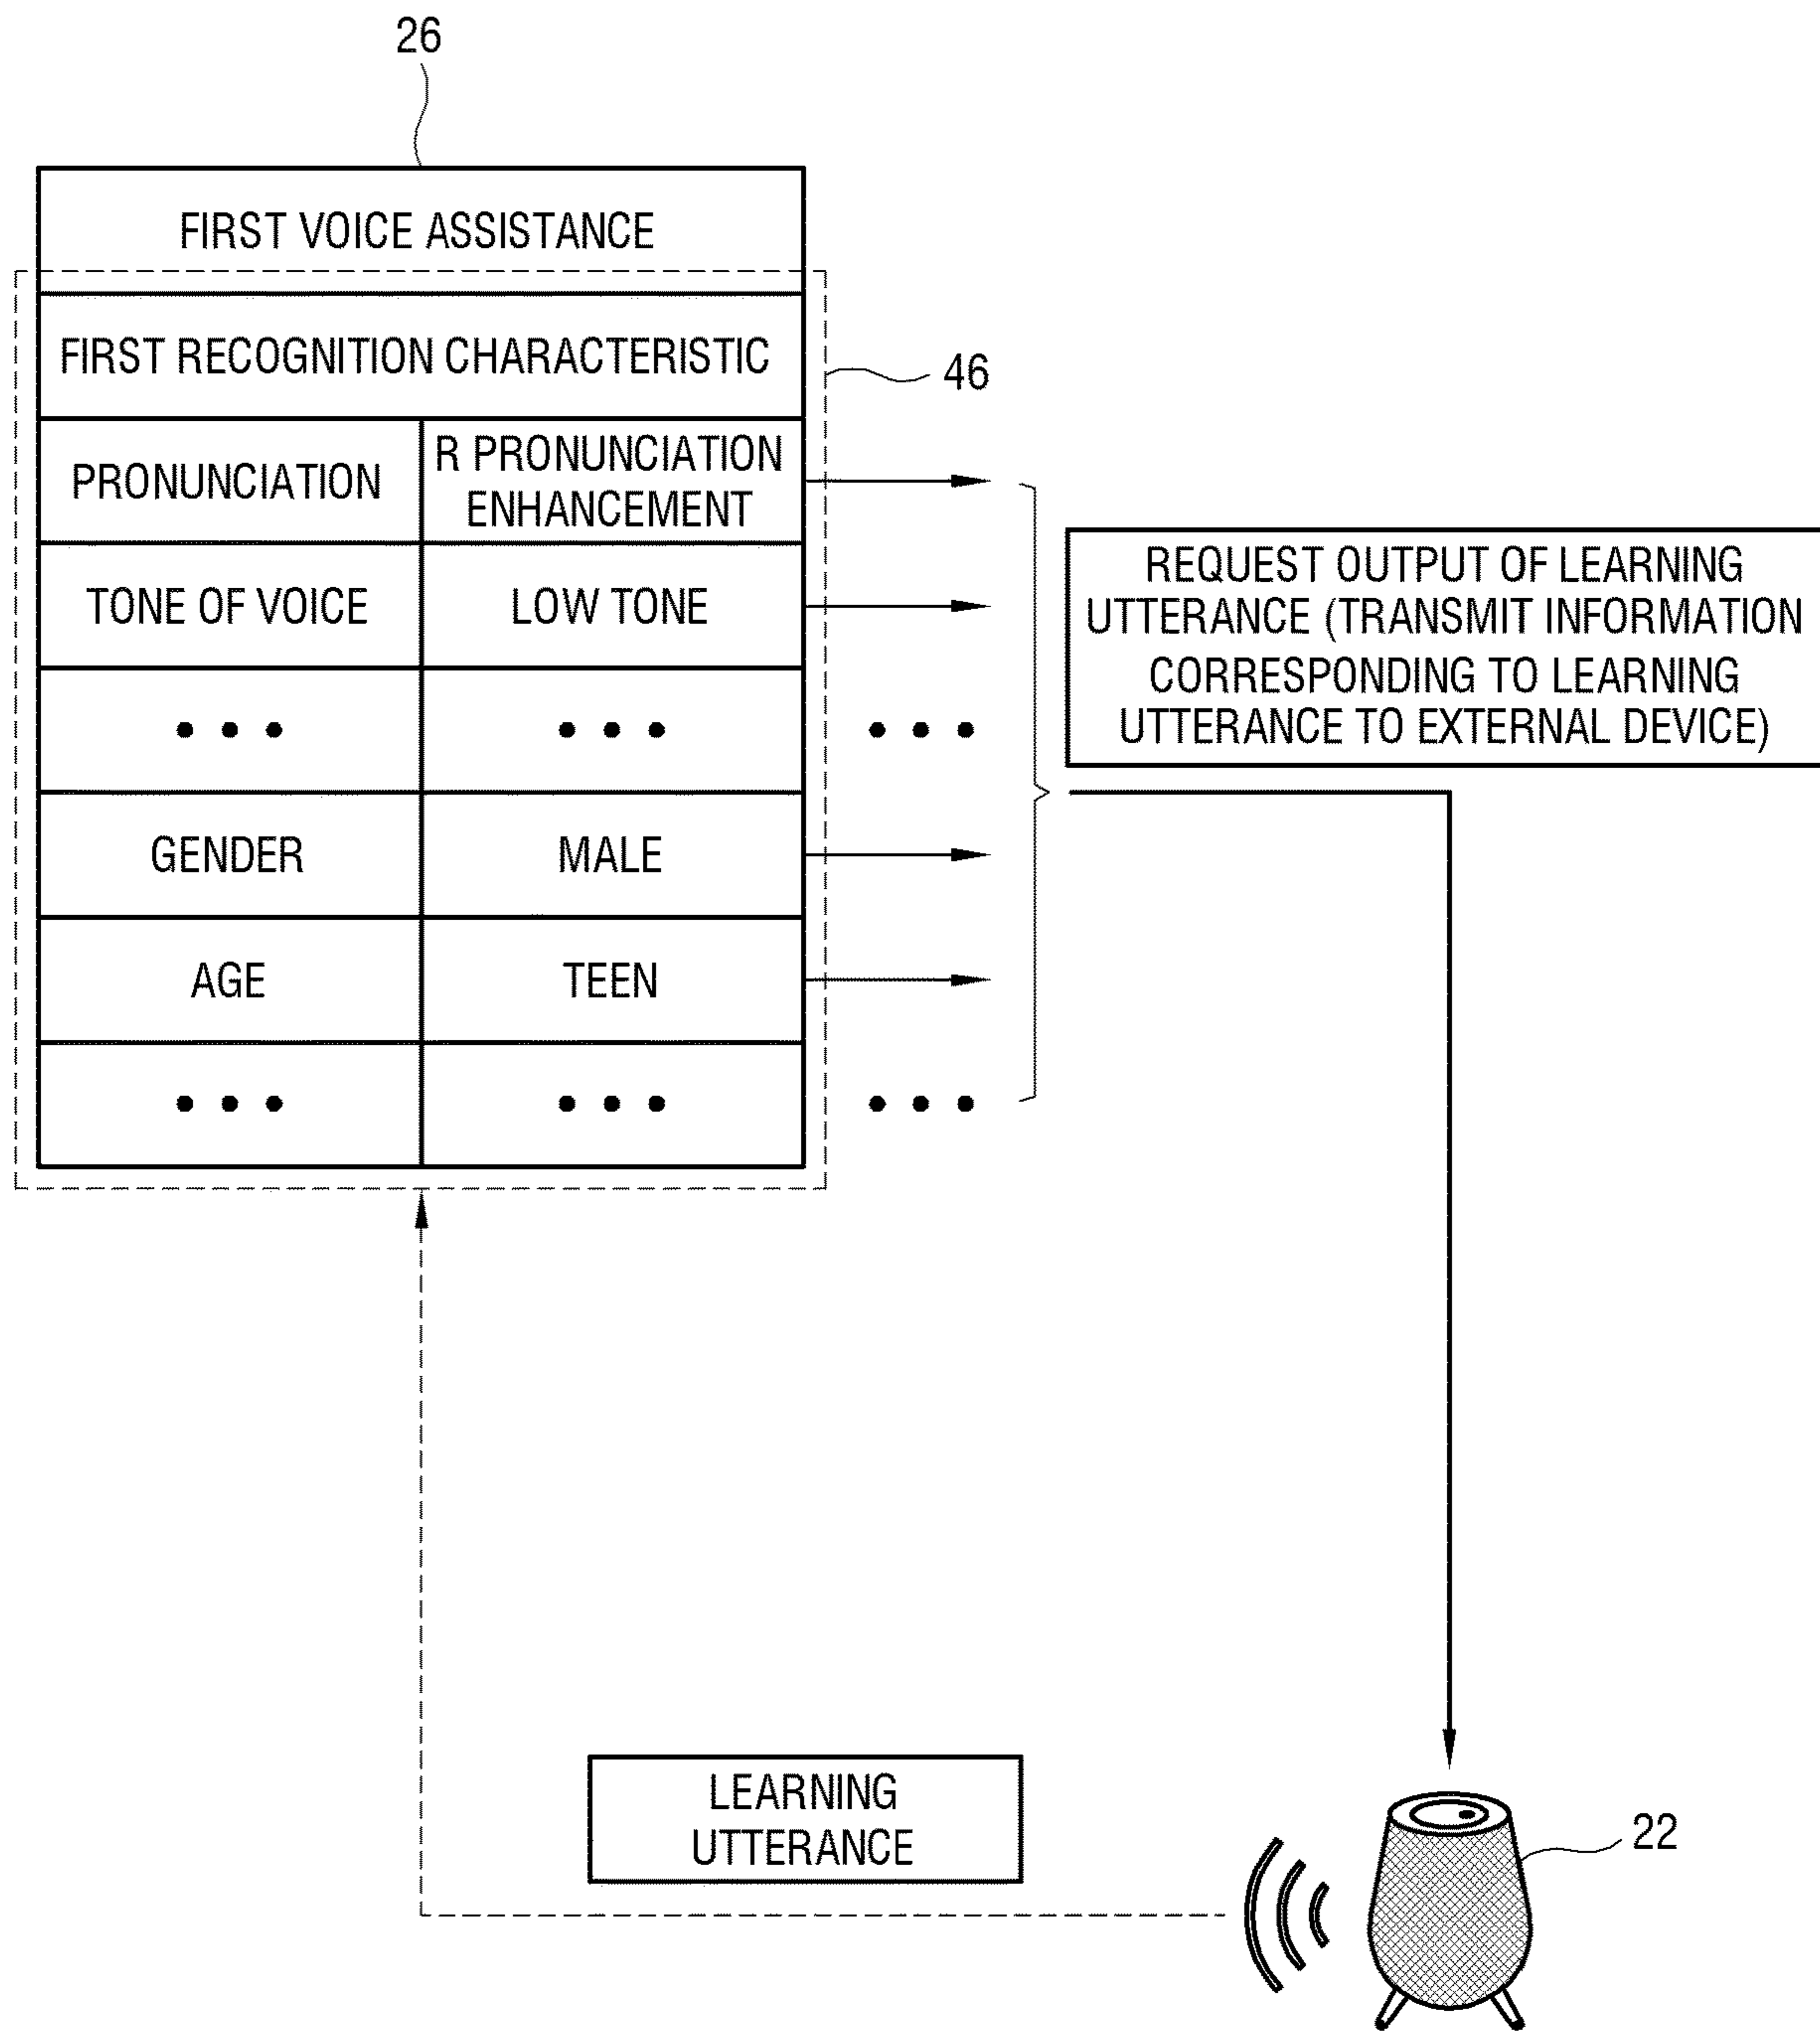 26
FIRST VOICE ASSISTANCE
FIRST RECOGNITION CHARACTERISTIC
46
PRONUNCIATION
R PRONUNCIATION
ENHANCEMENT
TONE OF VOICE
LOW TONE
• • •
• • •
• • •
GENDER
MALE
AGE
TEEN
• • •
• • •
• • •
REQUEST OUTPUT OF LEARNING
UTTERANCE (TRANSMIT INFORMATION
CORRESPONDING TO LEARNING
UTTERANCE TO EXTERNAL DEVICE)
LEARNING
UTTERANCE
22